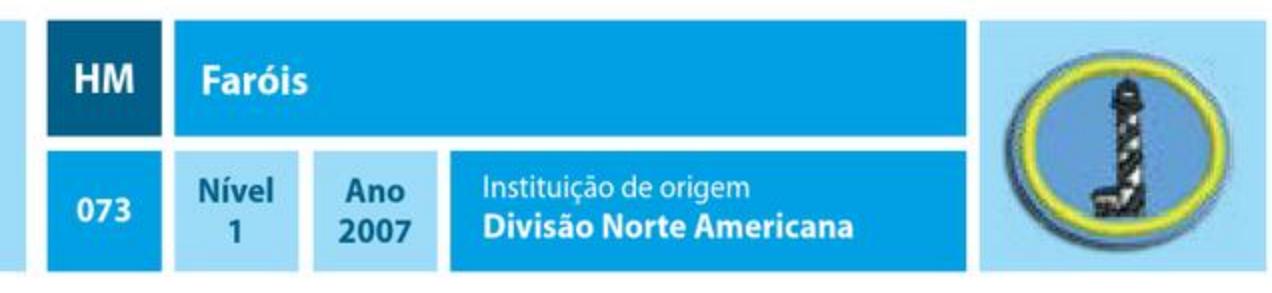 HM
Faróis
073
Nível
1
Ano
2007
Instituição de origem
Divisão Norte Americana